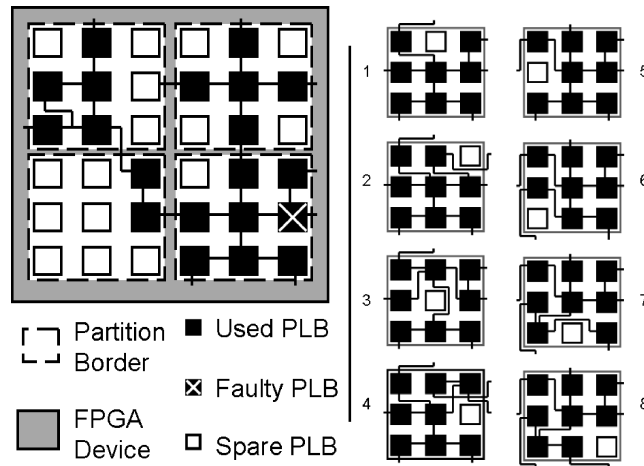 1
5
2
6
3
7
4
8
Partition
Border
Used PLB
Faulty PLB
FPGA
Device
Spare PLB